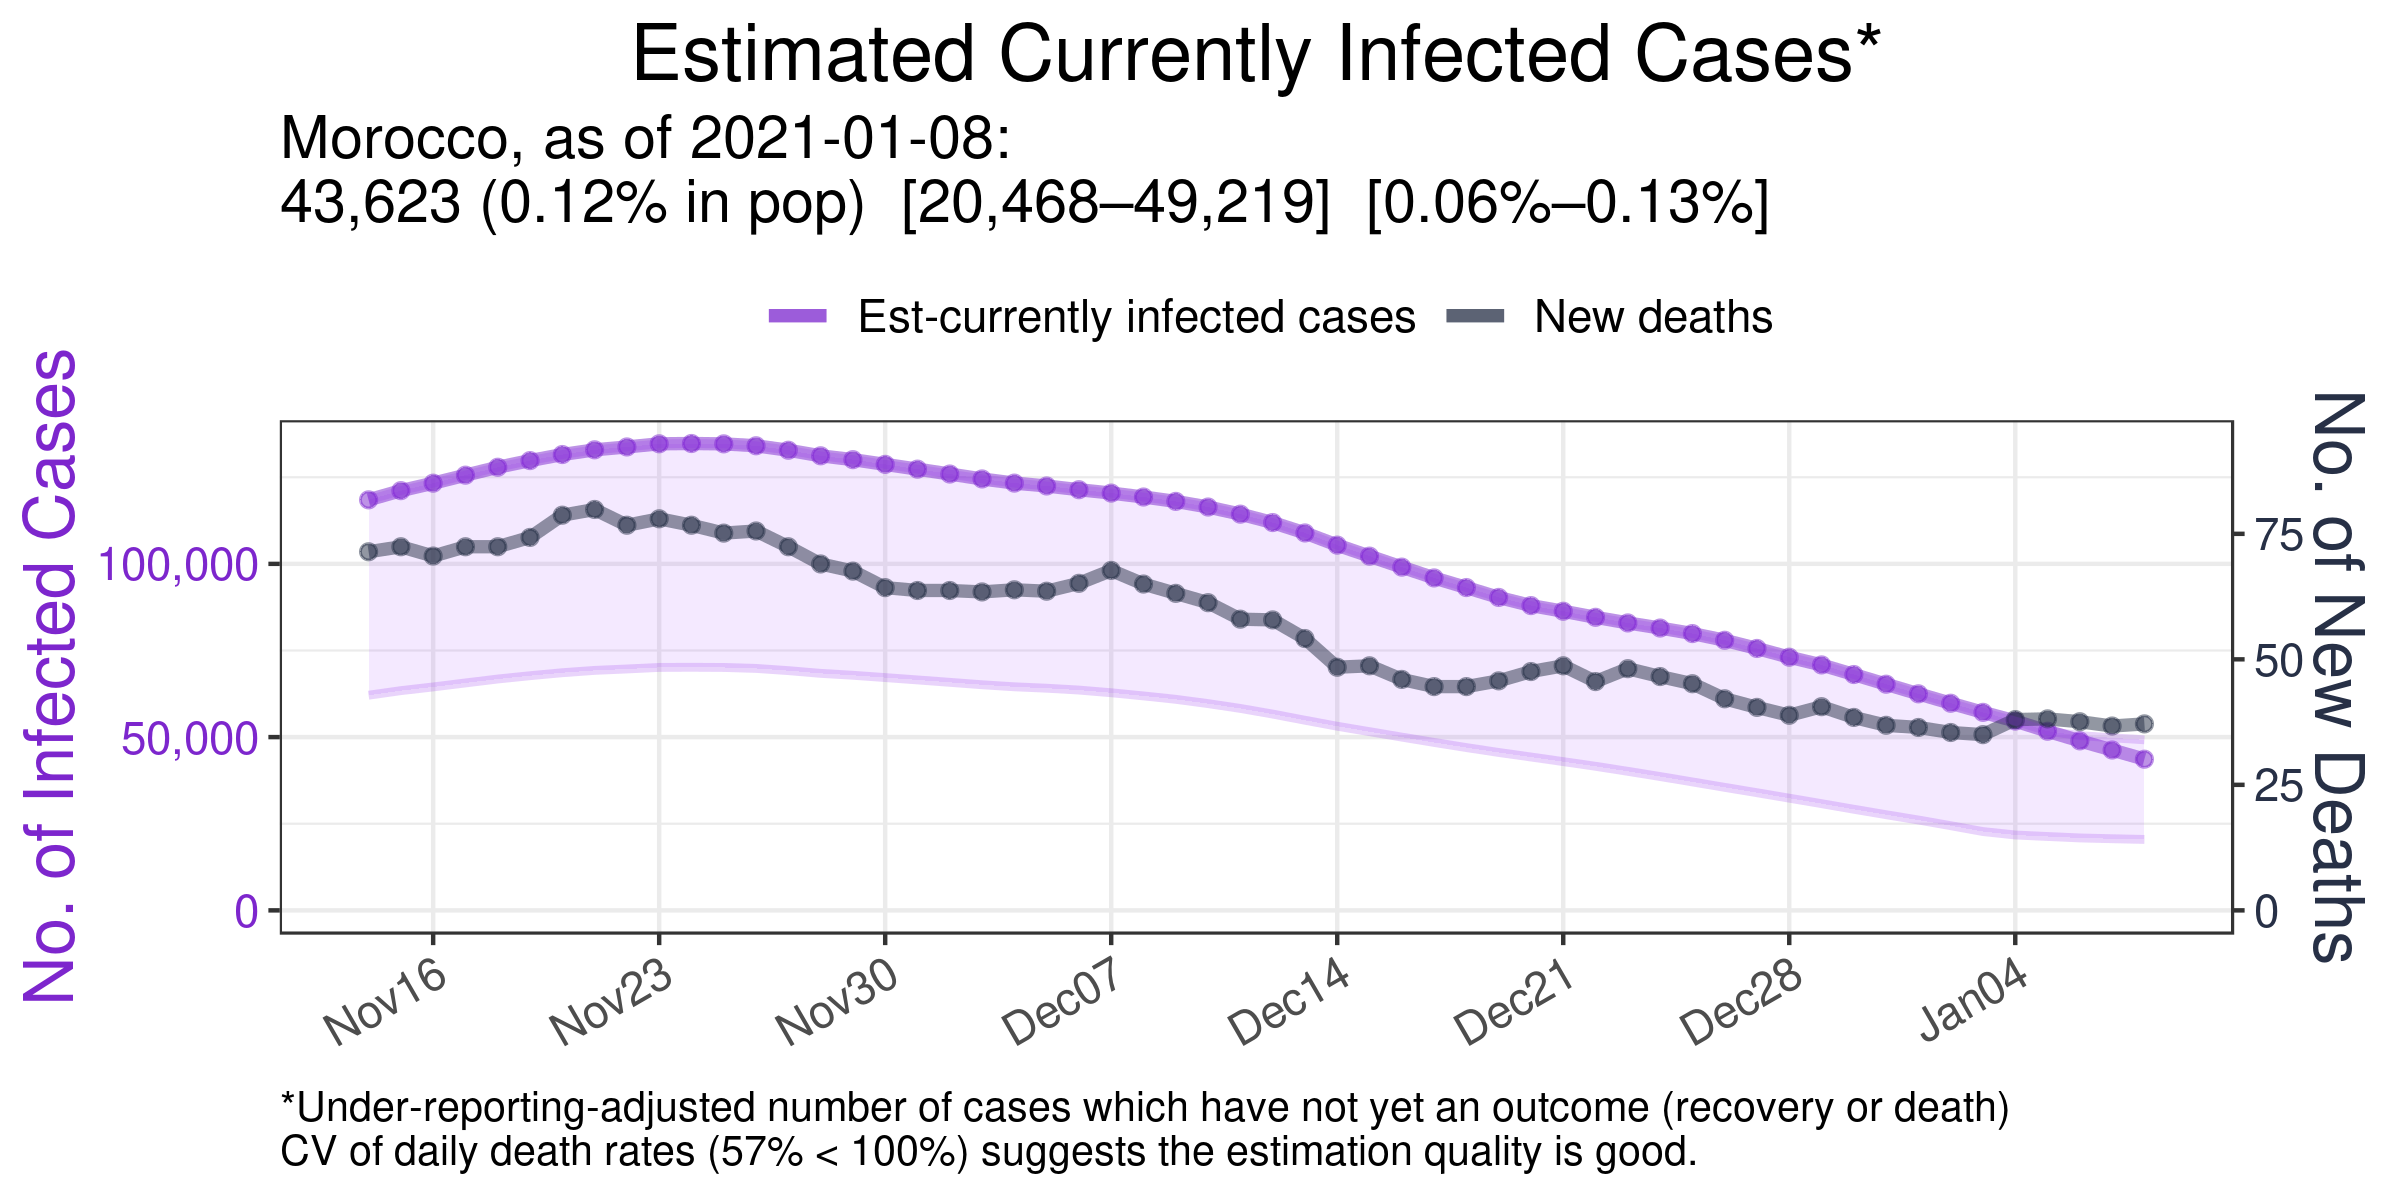 Estimated Currently Infected Cases*
Morocco, as of 2021-01-08:
43,623 (0.12% in pop)  [20,468–49,219]  [0.06%–0.13%]
Est-currently infected cases
New deaths
No. of Infected Cases
100,000
50,000
0
No. of New Deaths
75
50
25
0
Nov16
Nov23
Nov30
Dec07
Dec14
Dec21
Dec28
Jan04
*Under-reporting-adjusted number of cases which have not yet an outcome (recovery or death)
CV of daily death rates (57% < 100%) suggests the estimation quality is good.